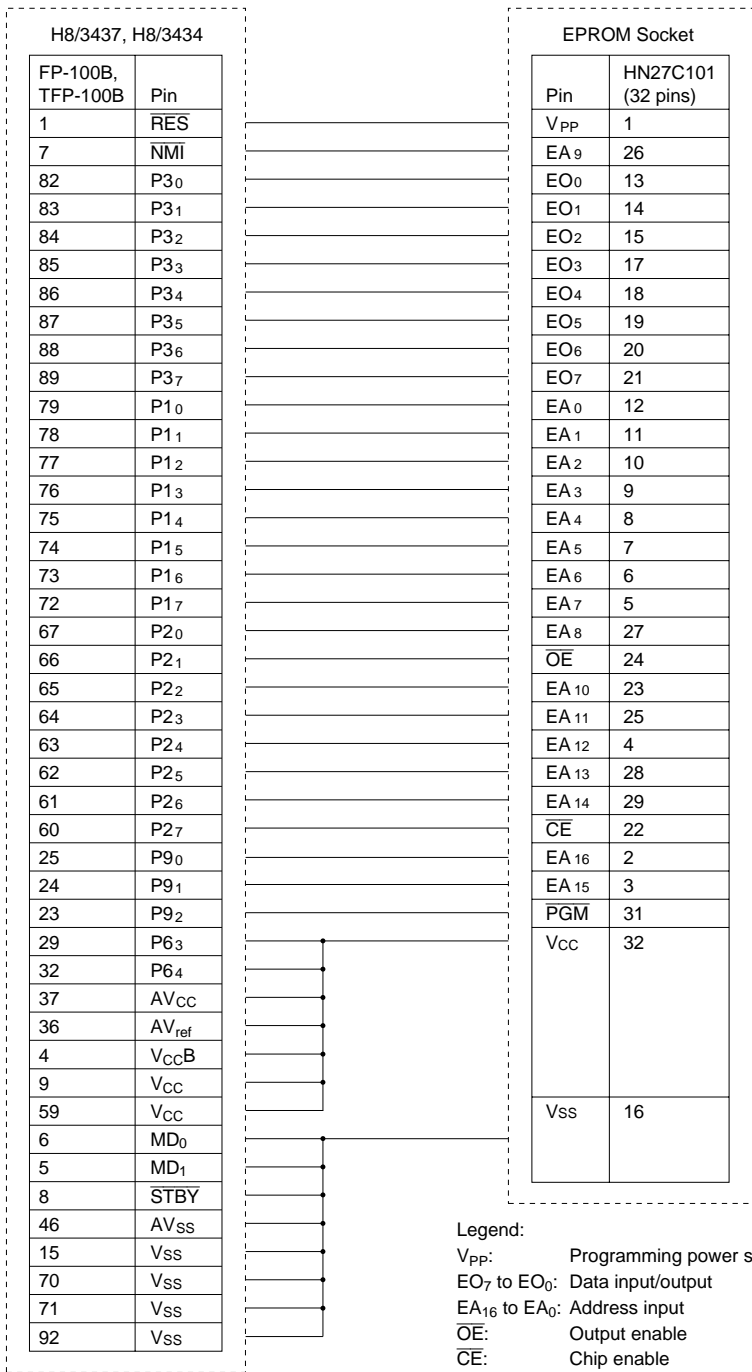 H8/3437, H8/3434
FP-100B, TFP-100B Pin
1 R̅E̅S̅
7 N̅M̅I̅
82 P3₀
83 P3₁
84 P3₂
85 P3₃
86 P3₄
87 P3₅
88 P3₆
89 P3₇
79 P1₀
78 P1₁
77 P1₂
76 P1₃
75 P1₄
74 P1₅
73 P1₆
72 P1₇
67 P2₀
66 P2₁
65 P2₂
64 P2₃
63 P2₄
62 P2₅
61 P2₆
60 P2₇
25 P9₀
24 P9₁
23 P9₂
29 P6₃
32 P6₄
37 AVCC
36 AVref
4 VCCB
9 VCC
59 VCC
6 MD₀
5 MD₁
8 S̅T̅B̅Y̅
46 AVSS
15 VSS
70 VSS
71 VSS
92 VSS
EPROM Socket
Pin HN27C101 (32 pins)
VPP 1
EA₉ 26
EO₀ 13
EO₁ 14
EO₂ 15
EO₃ 17
EO₄ 18
EO₅ 19
EO₆ 20
EO₇ 21
EA₀ 12
EA₁ 11
EA₂ 10
EA₃ 9
EA₄ 8
EA₅ 7
EA₆ 6
EA₇ 5
EA₈ 27
O̅E̅ 24
EA₁₀ 23
EA₁₁ 25
EA₁₂ 4
EA₁₃ 28
EA₁₄ 29
C̅E̅ 22
EA₁₆ 2
EA₁₅ 3
P̅G̅M̅ 31
VCC 32
VSS 16
Legend:
VPP: Programming power s
EO₇ to EO₀: Data input/output
EA₁₆ to EA₀: Address input
O̅E̅: Output enable
C̅E̅: Chip enable